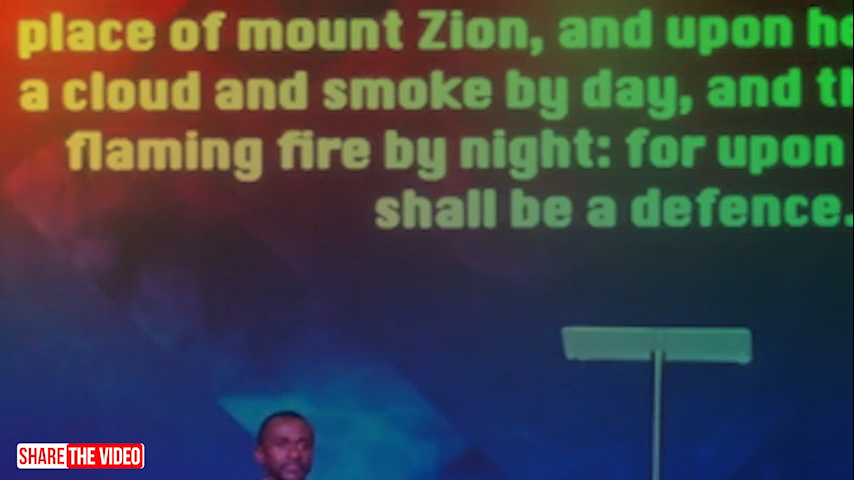 place of mount Zion, and upon he
a cloud and smoke by day, and th
flaming fire by night: for upon
shall be a defence.
SHARE THE VIDEO